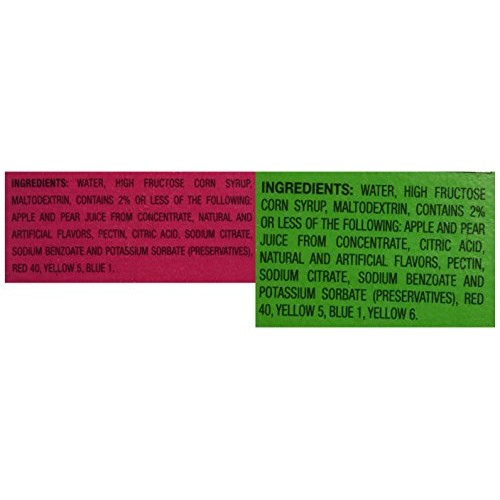 INGREDIENTS: WATER, HIGH FRUCTOSE CORN SYRUP,
MALTODEXTRIN, CONTAINS 2% OR LESS OF THE FOLLOWING:
APPLE AND PEAR JUICE FROM CONCENTRATE, NATURAL AND
ARTIFICIAL FLAVORS, PECTIN, CITRIC ACID, SODIUM CITRATE,
SODIUM BENZOATE AND POTASSIUM SORBATE (PRESERVATIVES),
RED 40, YELLOW 5, BLUE 1.
INGREDIENTS: WATER, HIGH FRUCTOSE
CORN SYRUP, MALTODEXTRIN, CONTAINS 2%
OR LESS OF THE FOLLOWING: APPLE AND PEAR
JUICE FROM CONCENTRATE, CITRIC ACID,
NATURAL AND ARTIFICIAL FLAVORS, PECTIN,
SODIUM CITRATE, SODIUM BENZOATE AND
POTASSIUM SORBATE (PRESERVATIVES), RED
40, YELLOW 5, BLUE 1, YELLOW 6.